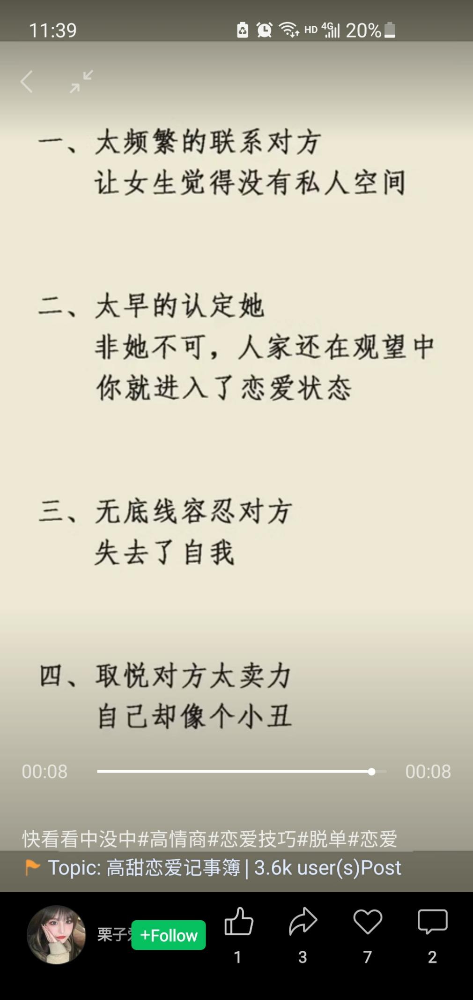 11:39 HD 4G 20%
一、太频繁的联系对方
让女生觉得没有私人空间
二、太早的认定她
非她不可，人家还在观望中
你就进入了恋爱状态
三、无底线容忍对方
失去了自我
四、取悦对方太卖力
自己却像个小丑
00:08 00:08
快看看中没中#高情商#恋爱技巧#脱单#恋爱
Topic: 高甜恋爱记事簿 | 3.6k user(s)Post
栗子 +Follow
1 3 7 2